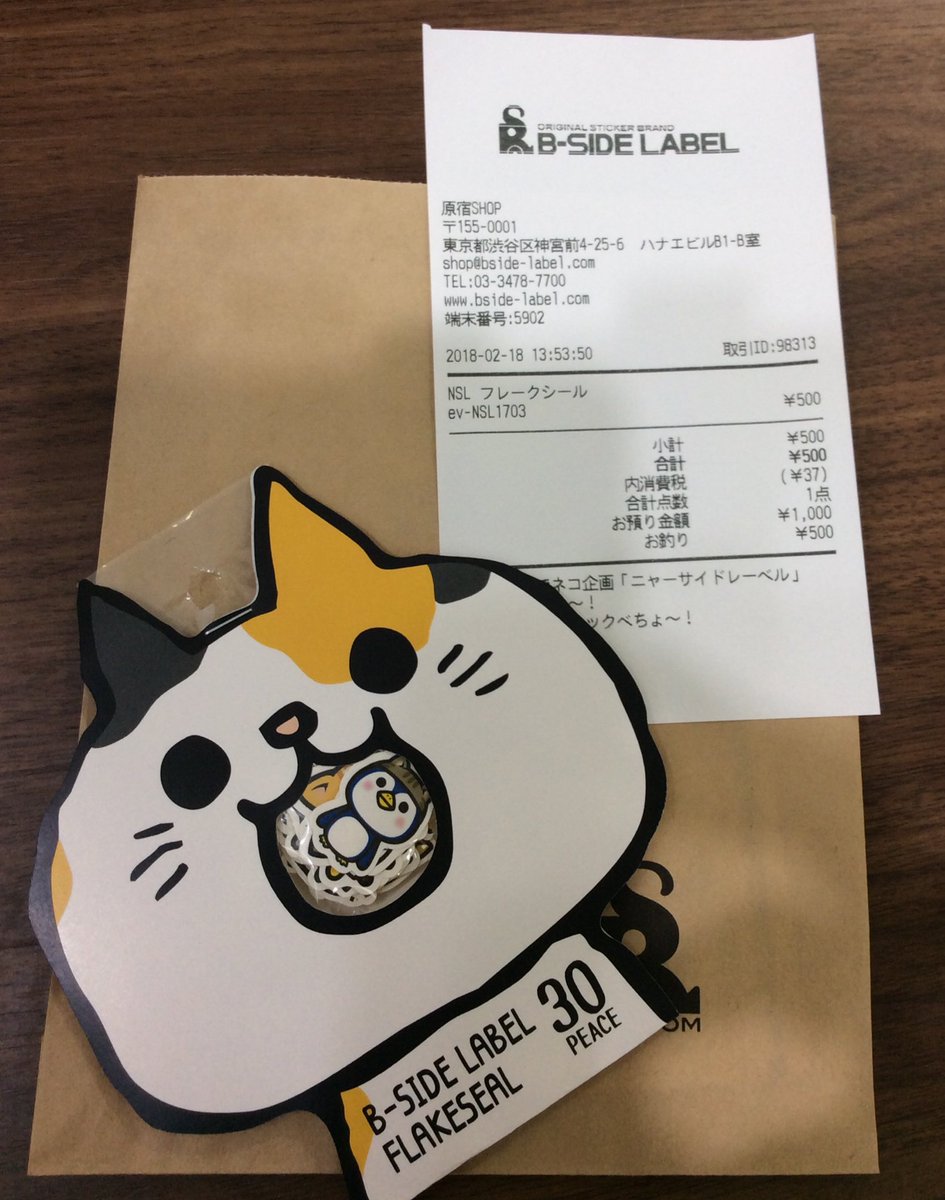 ORIGINAL STICKER BRAND
B-SIDE LABEL
原宿SHOP
〒155-0001
東京都渋谷区神宮前4-25-6 ハナエビルB1-B室
shop@bside-label.com
TEL:03-3478-7700
www.bside-label.com
端末番号:5902
2018-02-18 13:53:50 取引ID:98313
NSL フレークシール
ev-NSL1703 ¥500
小計 ¥500
合計 ¥500
内消費税 (¥37)
合計点数 1点
お預り金額 ¥1,000
お釣り ¥500
ネコ企画「ニャーサイドレーベル」
〜!
ックべちょ〜!
B-SIDE LABEL
FLAKESEAL
30
PEACE
OM